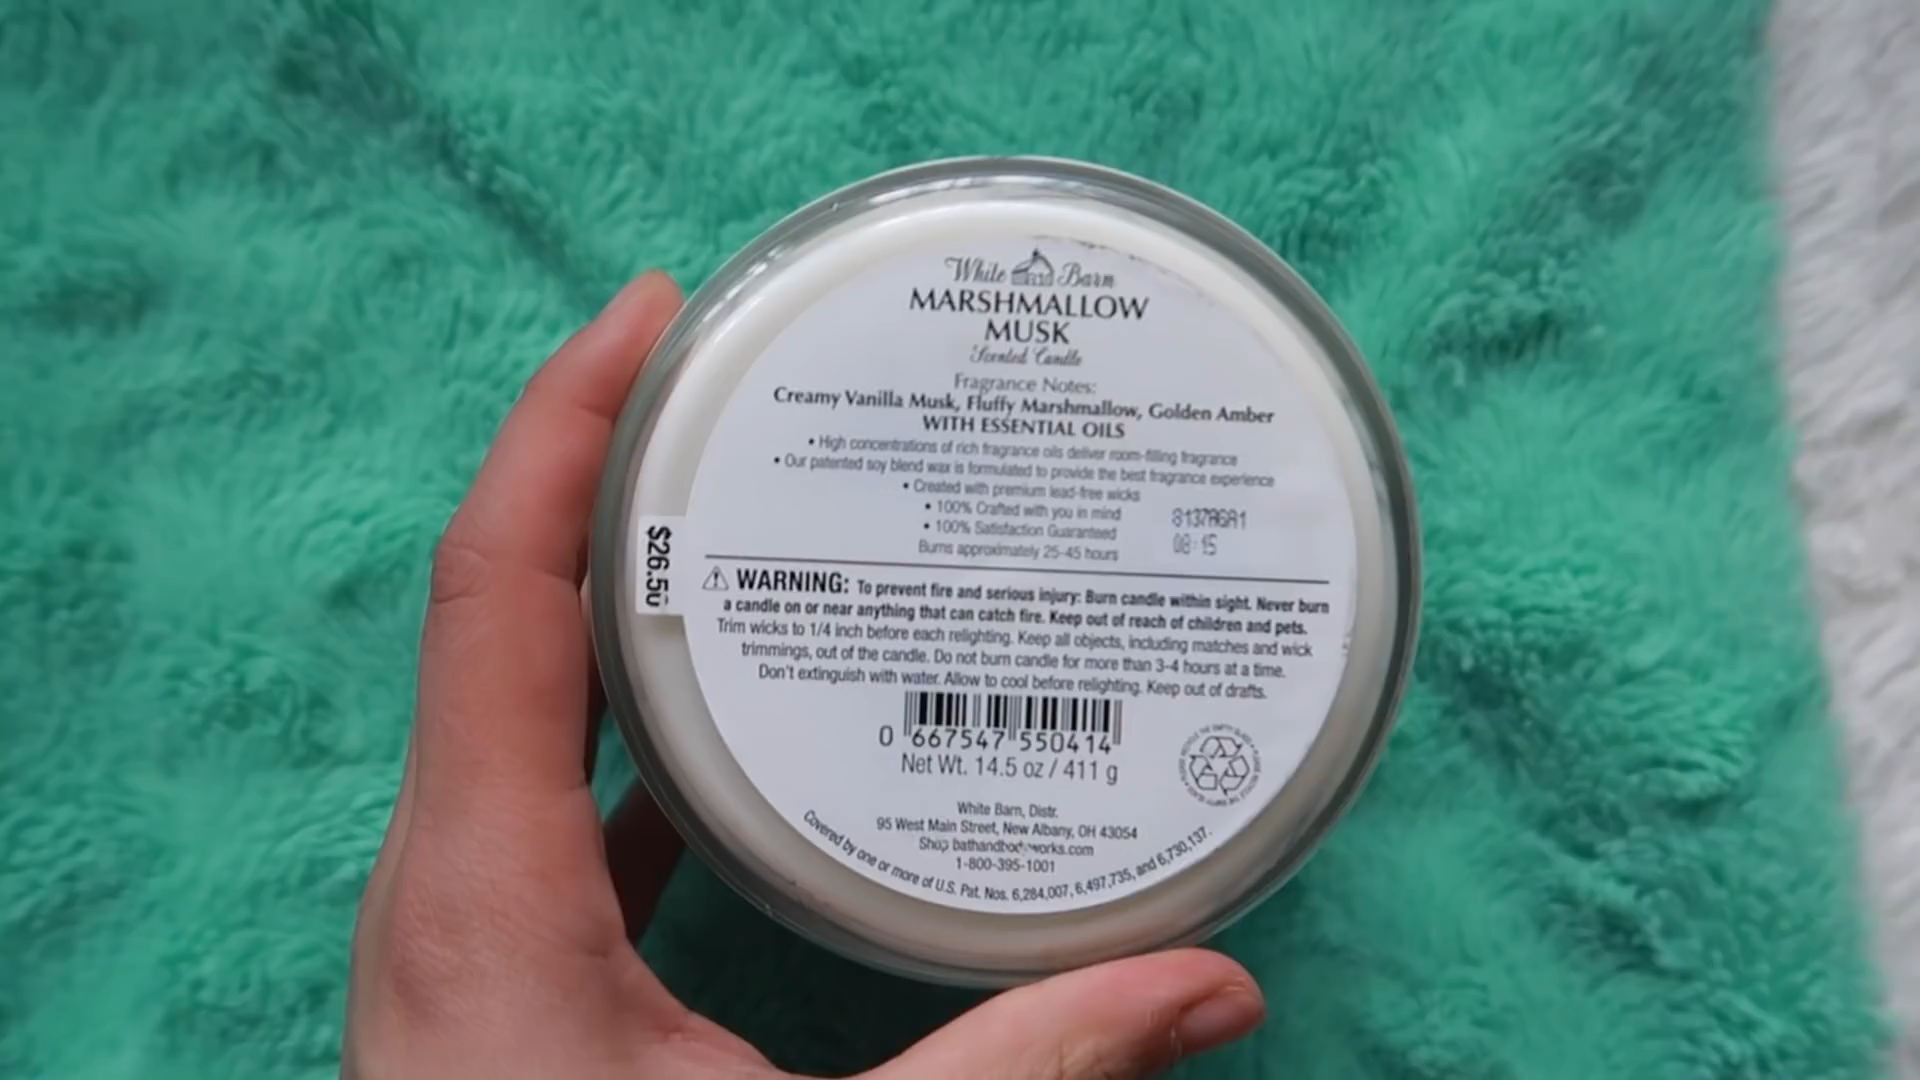 White Barn
MARSHMALLOW
MUSK
Scented Candle
Fragrance Notes:
Creamy Vanilla Musk, Fluffy Marshmallow, Golden Amber
WITH ESSENTIAL OILS
• High concentrations of rich fragrance oils deliver room-filling fragrance
• Our patented soy blend wax is formulated to provide the best fragrance experience
• Created with premium lead-free wicks
• 100% Crafted with you in mind
• 100% Satisfaction Guaranteed
Burns approximately 25-45 hours
08:15
$26.50
⚠ WARNING: To prevent fire and serious injury: Burn candle within sight. Never burn
a candle on or near anything that can catch fire. Keep out of reach of children and pets.
Trim wicks to 1/4 inch before each relighting. Keep all objects, including matches and wick
trimmings, out of the candle. Do not burn candle for more than 3-4 hours at a time.
Don't extinguish with water. Allow to cool before relighting. Keep out of drafts.
0 667547 550414
Net Wt. 14.5 oz / 411 g
White Barn, Distr.
95 West Main Street, New Albany, OH 43054
Shop bathandbodyworks.com
1-800-395-1001
Covered by one or more of U.S. Pat. Nos. 6,284,007, 6,497,735, and 6,730,137.